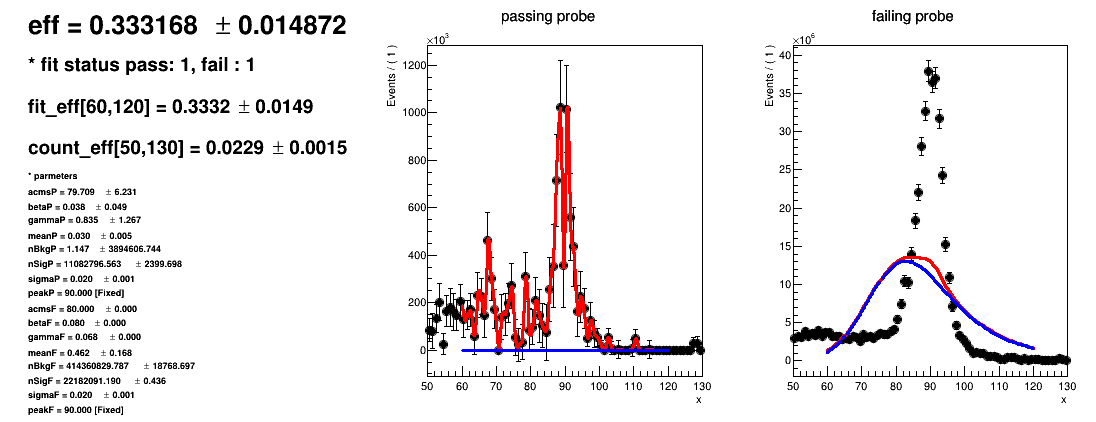 eff = 0.333168 ± 0.014872
* fit status pass: 1, fail : 1
fit_eff[60,120] = 0.3332 ± 0.0149
count_eff[50,130] = 0.0229 ± 0.0015
* parmeters
acmsP = 79.709 ± 6.231
betaP = 0.038 ± 0.049
gammaP = 0.835 ± 1.267
meanP = 0.030 ± 0.005
nBkgP = 1.147 ± 3894606.744
nSigP = 11082796.563 ± 2399.698
sigmaP = 0.020 ± 0.001
peakP = 90.000 [Fixed]
acmsF = 80.000 ± 0.000
betaF = 0.080 ± 0.000
gammaF = 0.068 ± 0.000
meanF = 0.462 ± 0.168
nBkgF = 414360829.787 ± 18768.697
nSigF = 22182091.190 ± 0.436
sigmaF = 0.020 ± 0.001
peakF = 90.000 [Fixed]
passing probe
×10³
Events / ( 1 )
1200
1000
800
600
400
200
0
50 60 70 80 90 100 110 120 130
x
failing probe
×10⁶
Events / ( 1 )
40
35
30
25
20
15
10
5
0
50 60 70 80 90 100 110 120 130
x